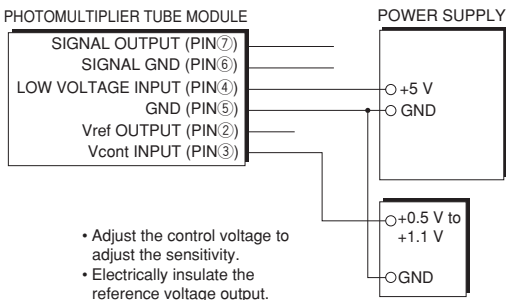 PHOTOMULTIPLIER TUBE MODULE
SIGNAL OUTPUT (PIN⑦)
SIGNAL GND (PIN⑥)
LOW VOLTAGE INPUT (PIN④)
GND (PIN⑤)
Vref OUTPUT (PIN②)
Vcont INPUT (PIN③)
POWER SUPPLY
+5 V
GND
+0.5 V to
+1.1 V
GND
• Adjust the control voltage to
adjust the sensitivity.
• Electrically insulate the
reference voltage output.